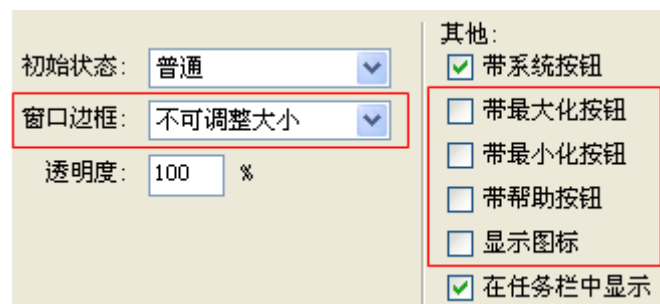 初始状态: 普通
窗口边框: 不可调整大小
透明度: 100 %
其他:
带系统按钮
带最大化按钮
带最小化按钮
带帮助按钮
显示图标
在任务栏中显示